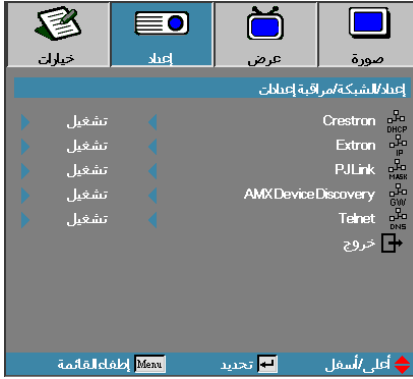 صورة
عرض
إعداد
خيارات
إعداد/الشبكة/مراقبة إعدادات
Crestron DHCP تشغيل
Extron IP تشغيل
PJLink MASK تشغيل
AMX Device Discovery GW تشغيل
Telnet DNS تشغيل
خروج
أعلى/أسفل تحديد Menu إطفاء القائمة